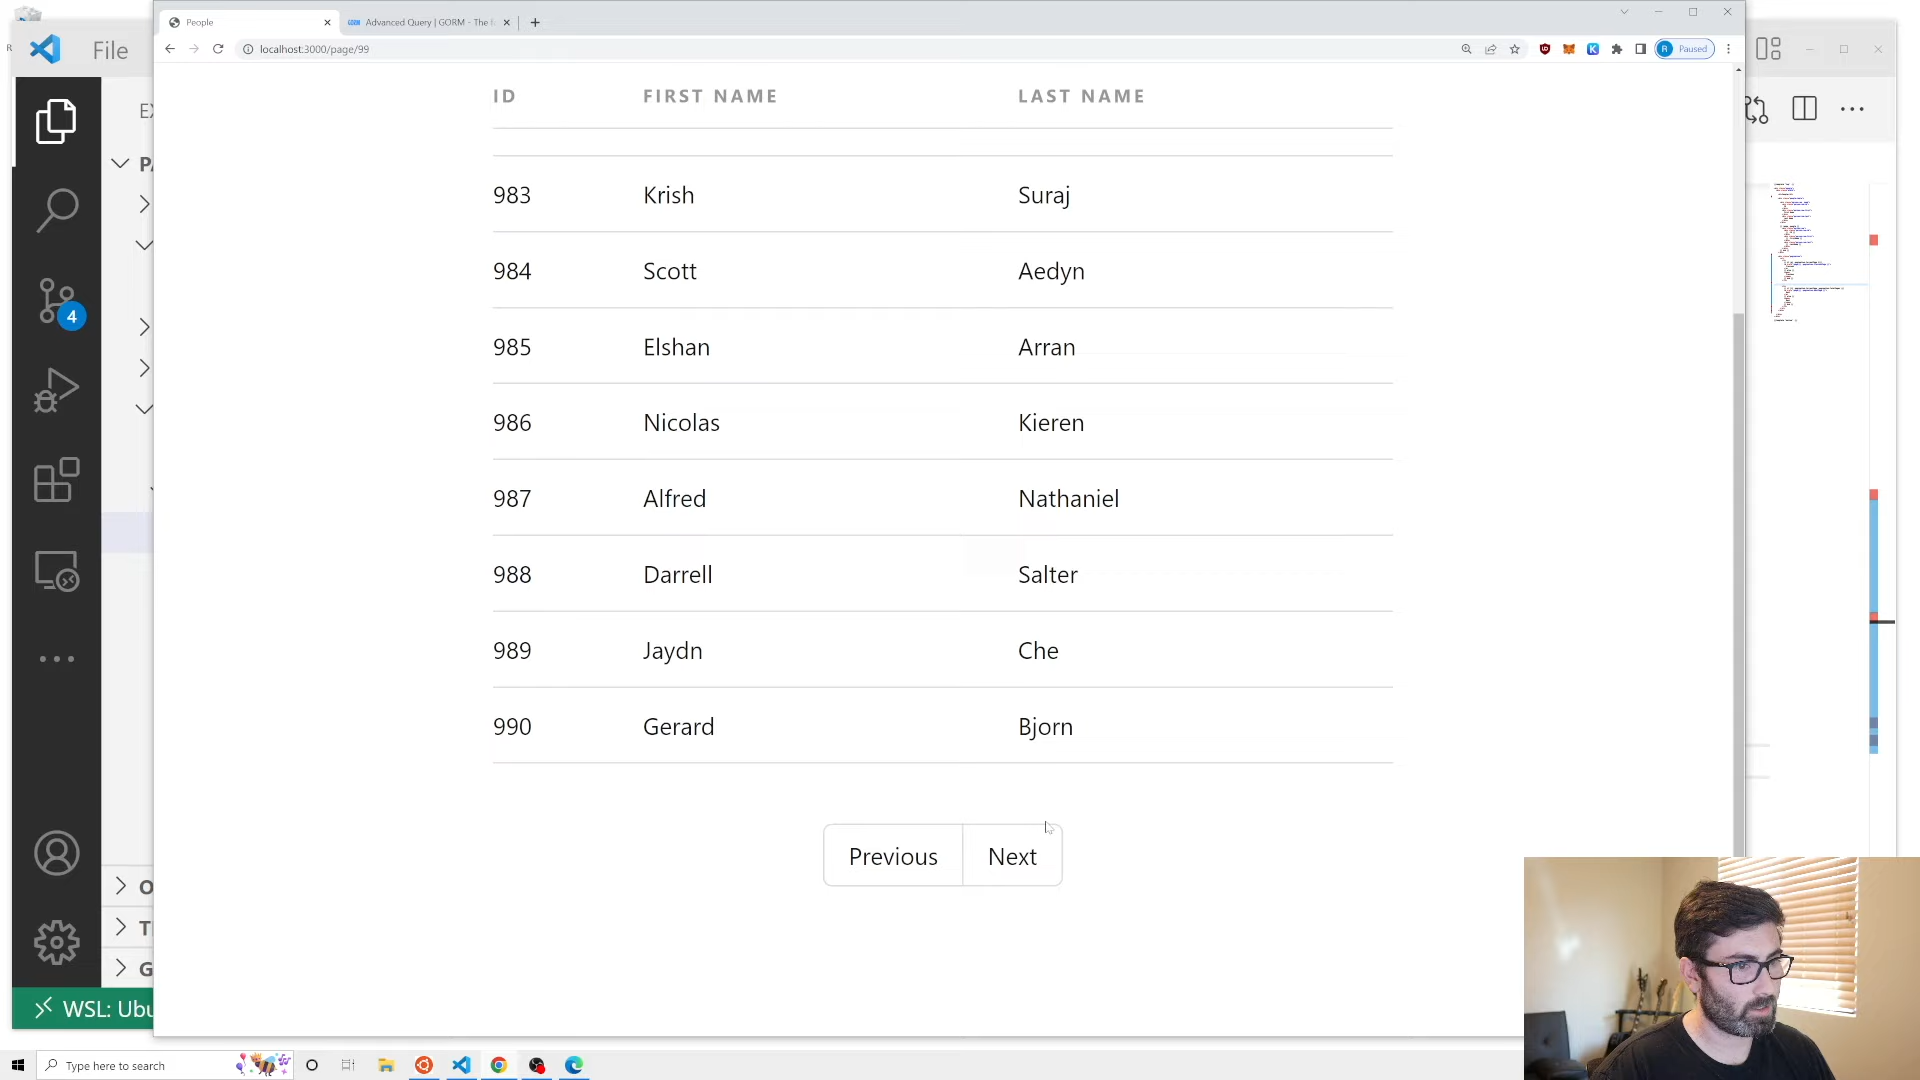 People
Advanced Query | GORM - The
localhost:3000/page/99
Paused
File
ID FIRST NAME LAST NAME
983 Krish Suraj
984 Scott Aedyn
985 Elshan Arran
986 Nicolas Kieren
987 Alfred Nathaniel
988 Darrell Salter
989 Jaydn Che
990 Gerard Bjorn
Previous Next
4
WSL: Ubu
Type here to search